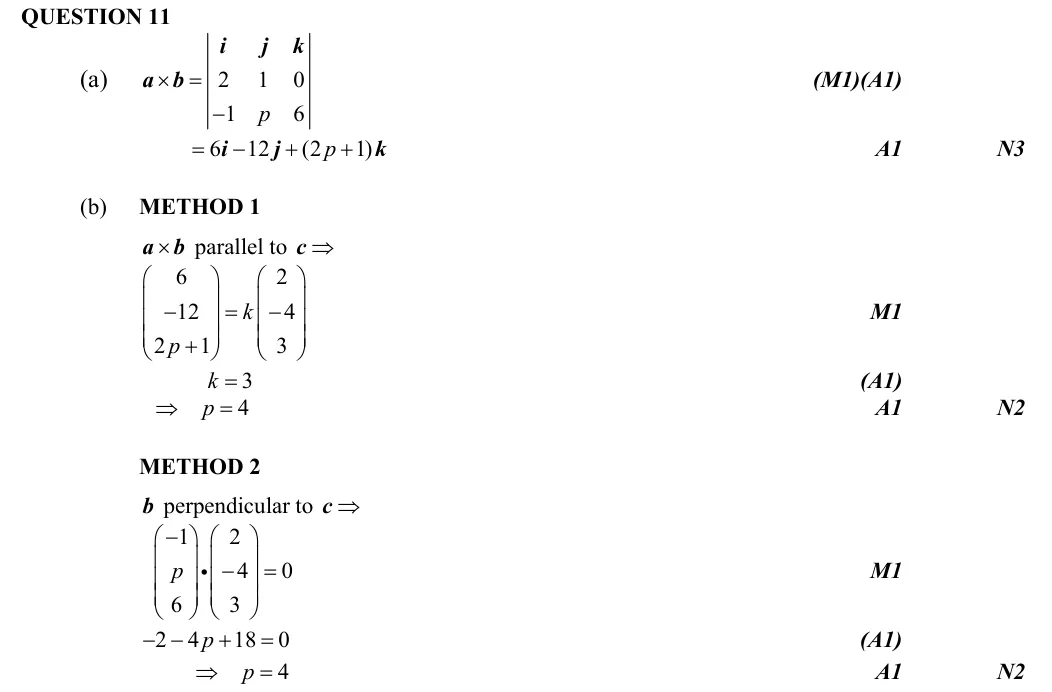 QUESTION 11
(a) a × b = | i j k |
| 2 1 0 | (M1)(A1)
| −1 p 6 |
= 6i − 12j + (2p + 1)k A1 N3
(b) METHOD 1
a × b parallel to c ⇒
( 6 ) ( 2 )
( −12 ) = k ( −4 ) M1
( 2p + 1 ) ( 3 )
k = 3 (A1)
⇒ p = 4 A1 N2
METHOD 2
b perpendicular to c ⇒
( −1 ) ( 2 )
( p ) • ( −4 ) = 0 M1
( 6 ) ( 3 )
−2 − 4p + 18 = 0 (A1)
⇒ p = 4 A1 N2